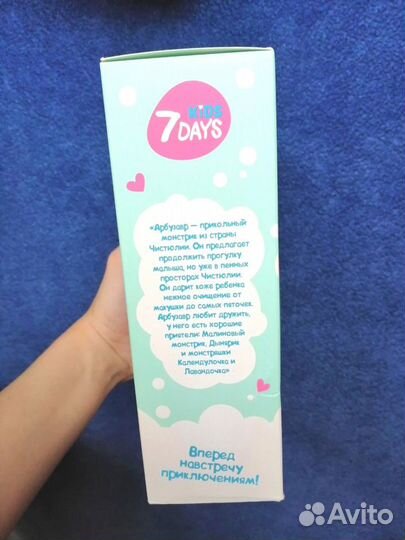 KIDS
7 DAYS
«Арбузавр — прикольный
монстрик из страны
Чистюлии. Он предлагает
продолжить прогулку
малыша, но уже в пенных
просторах Чистюлии.
Он дарит коже ребенка
нежное очищение от
макушки до самых пяточек.
Арбузавр любит дружить,
у него есть хорошие
приятели: Малиновый
монстрик, Дынярик
и монстряшки
Календулочка и
Лавандочка»
Вперед
навстречу
приключениям!
Avito